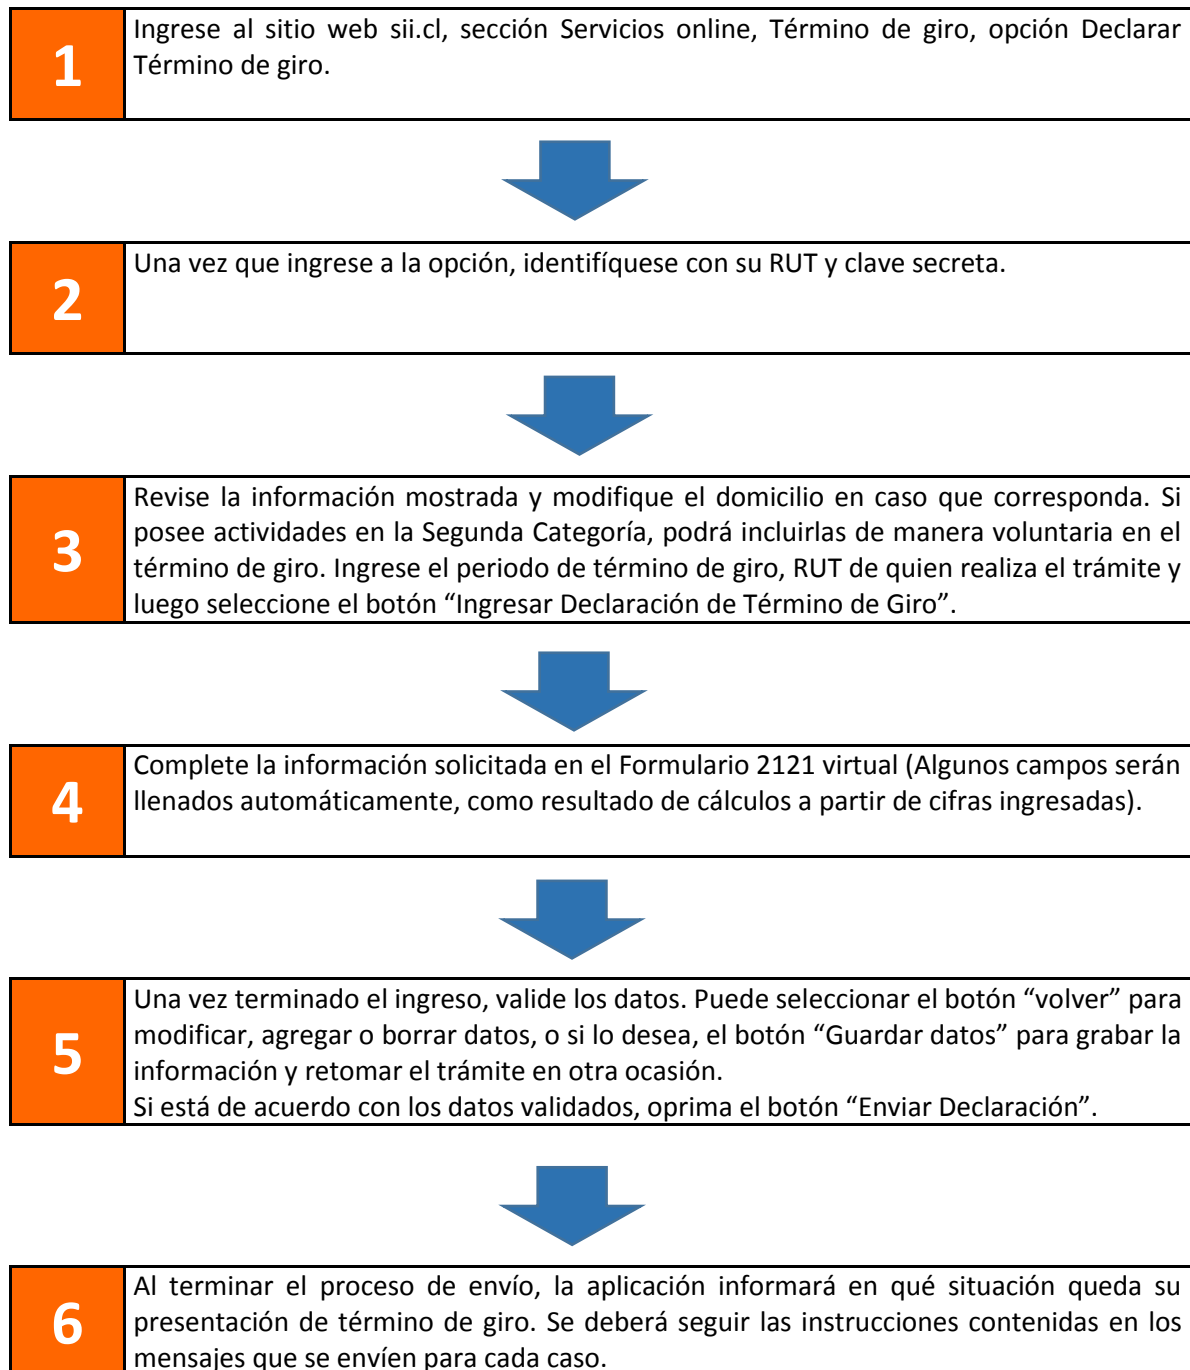 1
Ingrese al sitio web sii.cl, sección Servicios online, Término de giro, opción Declarar
Término de giro.
2
Una vez que ingrese a la opción, identifíquese con su RUT y clave secreta.
3
Revise la información mostrada y modifique el domicilio en caso que corresponda. Si
posee actividades en la Segunda Categoría, podrá incluirlas de manera voluntaria en el
término de giro. Ingrese el periodo de término de giro, RUT de quien realiza el trámite y
luego seleccione el botón “Ingresar Declaración de Término de Giro”.
4
Complete la información solicitada en el Formulario 2121 virtual (Algunos campos serán
llenados automáticamente, como resultado de cálculos a partir de cifras ingresadas).
5
Una vez terminado el ingreso, valide los datos. Puede seleccionar el botón “volver” para
modificar, agregar o borrar datos, o si lo desea, el botón “Guardar datos” para grabar la
información y retomar el trámite en otra ocasión.
Si está de acuerdo con los datos validados, oprima el botón “Enviar Declaración”.
6
Al terminar el proceso de envío, la aplicación informará en qué situación queda su
presentación de término de giro. Se deberá seguir las instrucciones contenidas en los
mensajes que se envíen para cada caso.